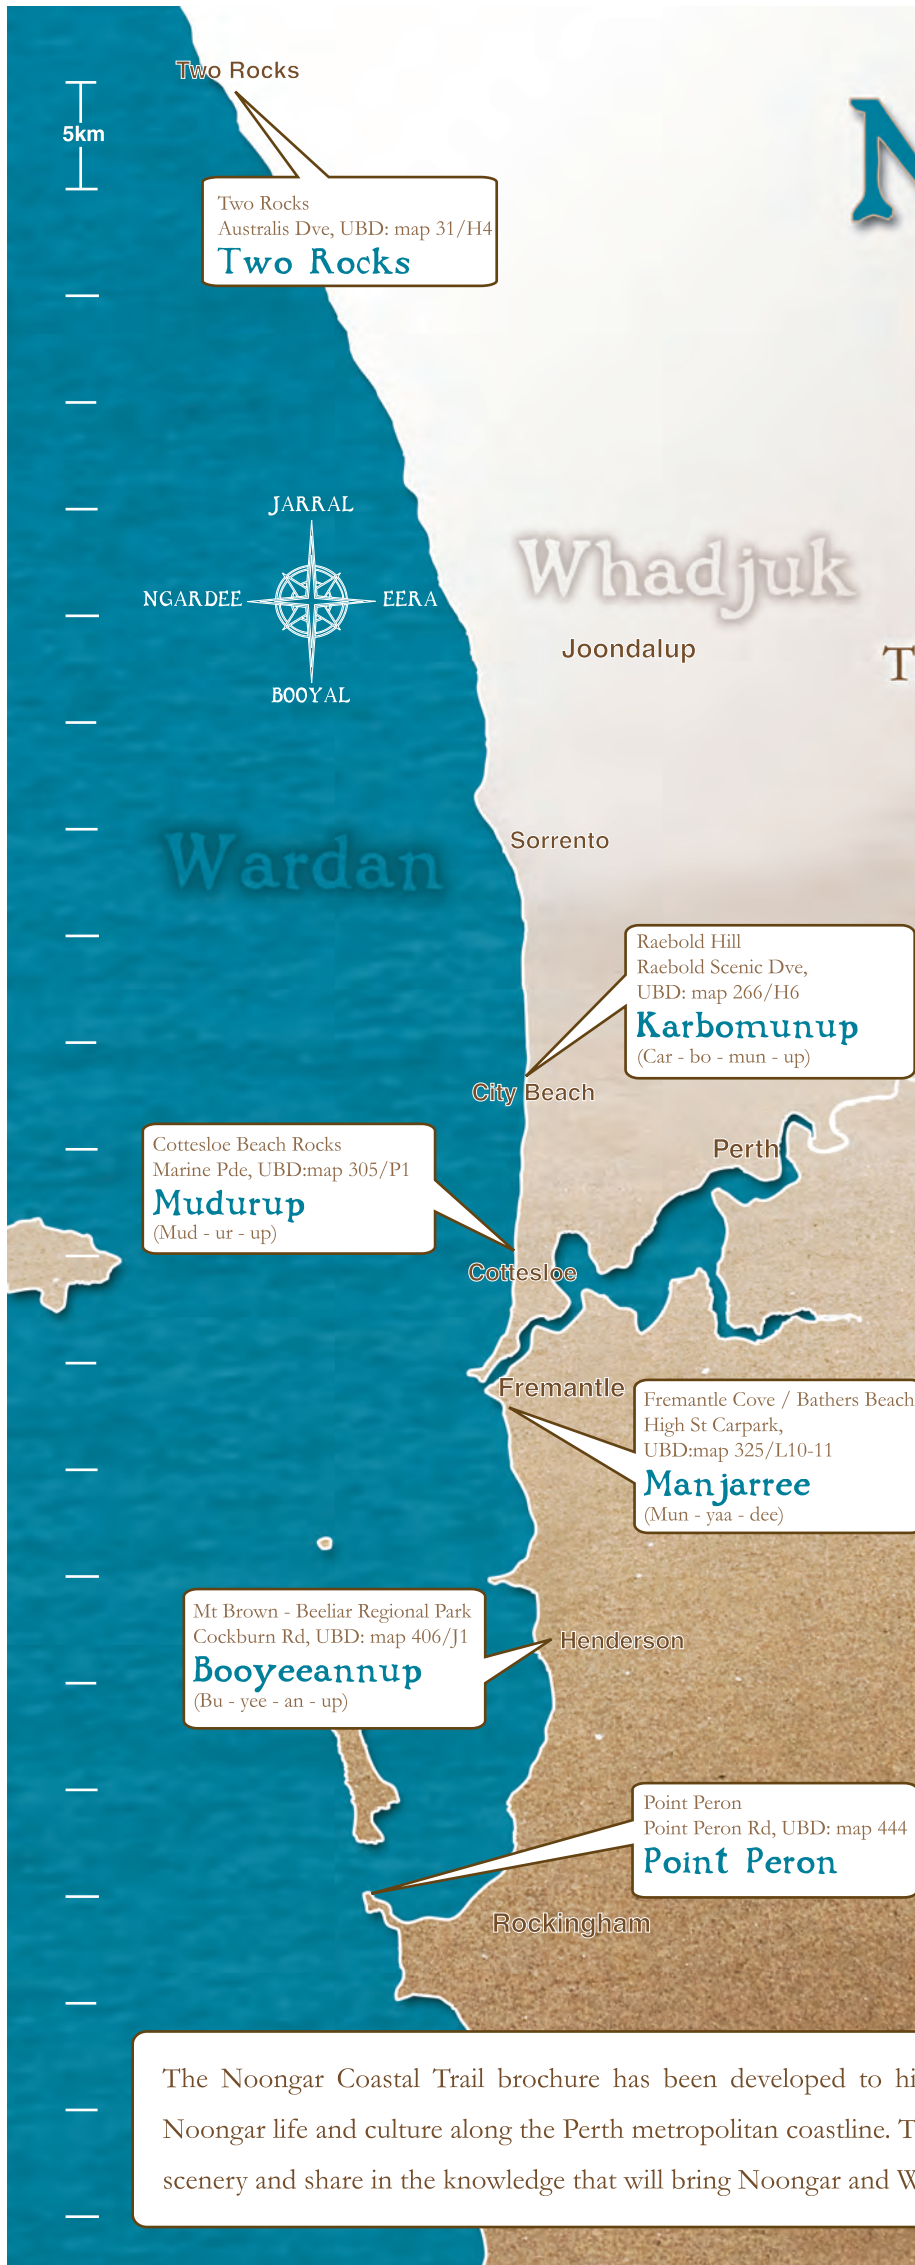 Two Rocks
5km
Two Rocks
Australis Dve, UBD: map 31/H4
Two Rocks
JARRAL
NGARDEE
EERA
BOOYAL
Whadjuk
Joondalup
Wardan
Sorrento
Raebold Hill
Raebold Scenic Dve,
UBD: map 266/H6
Karbomunup
(Car - bo - mun - up)
City Beach
Cottesloe Beach Rocks
Marine Pde, UBD:map 305/P1
Mudurup
(Mud - ur - up)
Perth
Cottesloe
Fremantle
Fremantle Cove / Bathers Beach
High St Carpark,
UBD:map 325/L10-11
Manjarree
(Mun - yaa - dee)
Mt Brown - Beeliar Regional Park
Cockburn Rd, UBD: map 406/J1
Booyeeannup
(Bu - yee - an - up)
Henderson
Point Peron
Point Peron Rd, UBD: map 444
Point Peron
Rockingham
The Noongar Coastal Trail brochure has been developed to hi
Noongar life and culture along the Perth metropolitan coastline. T
scenery and share in the knowledge that will bring Noongar and W